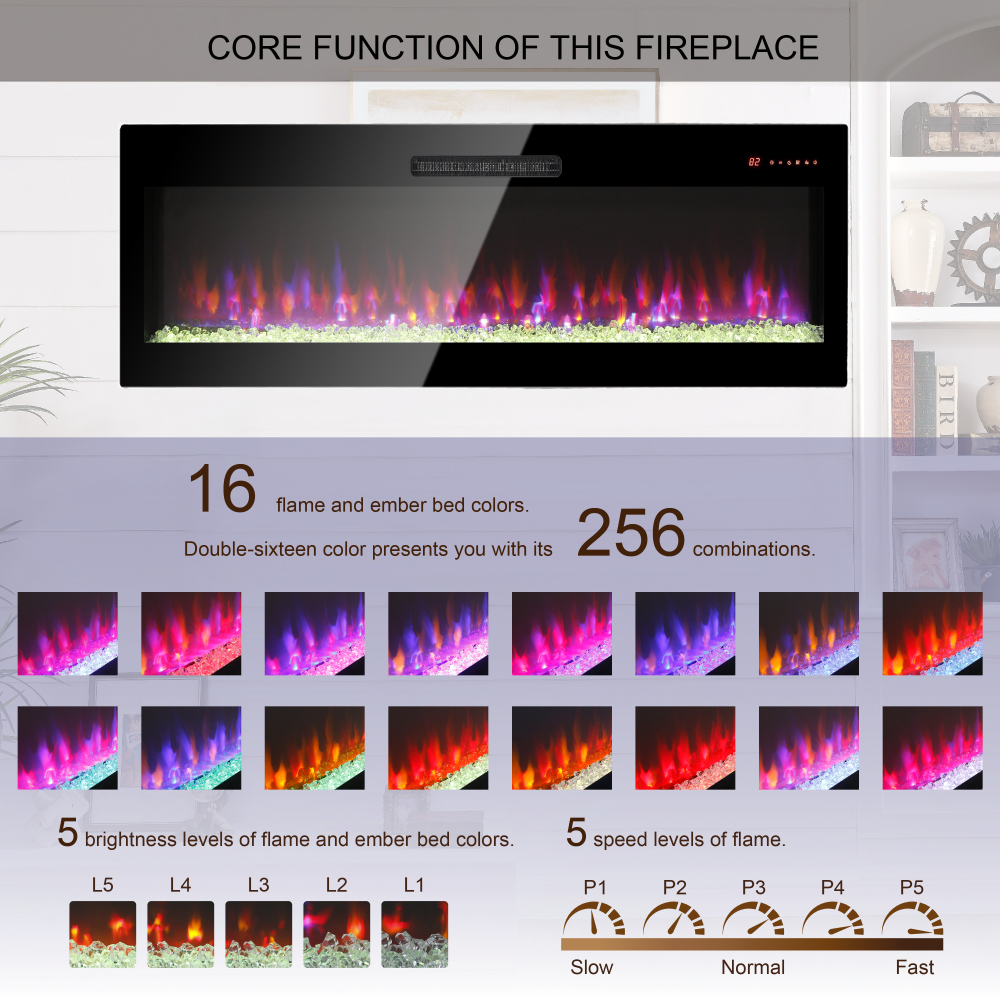 CORE FUNCTION OF THIS FIREPLACE
82
BIRD
16 flame and ember bed colors.
Double-sixteen color presents you with its 256 combinations.
5 brightness levels of flame and ember bed colors.
5 speed levels of flame.
L5 L4 L3 L2 L1
P1 P2 P3 P4 P5
Slow Normal Fast